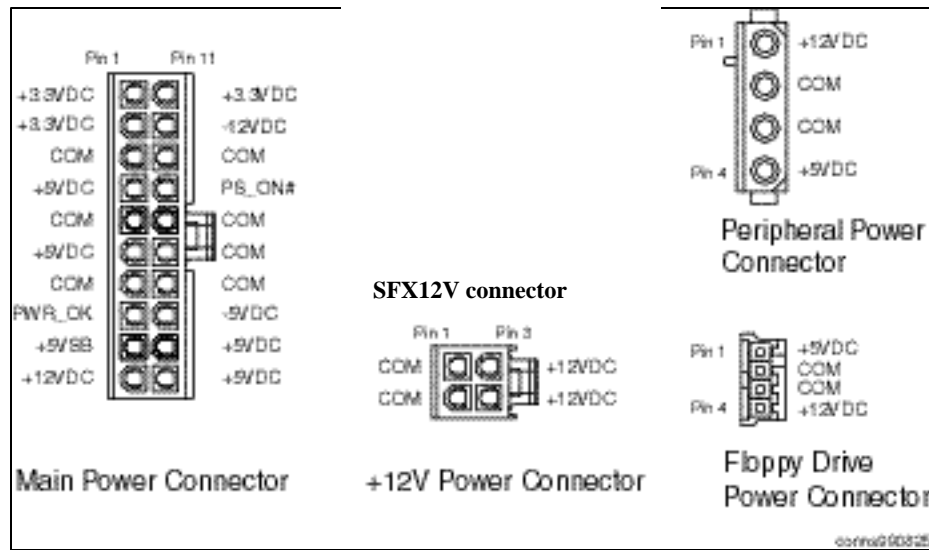 Pin 1 Pin 11
+3.3VDC +3.3VDC
+3.3VDC -12VDC
COM COM
+5VDC PS_ON#
COM COM
+5VDC COM
COM COM
PWR_OK -5VDC
+5VSB +5VDC
+12VDC +5VDC
Main Power Connector
SFX12V connector
Pin 1 Pin 3
COM +12VDC
COM +12VDC
+12V Power Connector
Pin 1 +12VDC
COM
COM
Pin 4 +5VDC
Peripheral Power
Connector
Pin 1 +5VDC
COM
COM
Pin 4 +12VDC
Floppy Drive
Power Connector